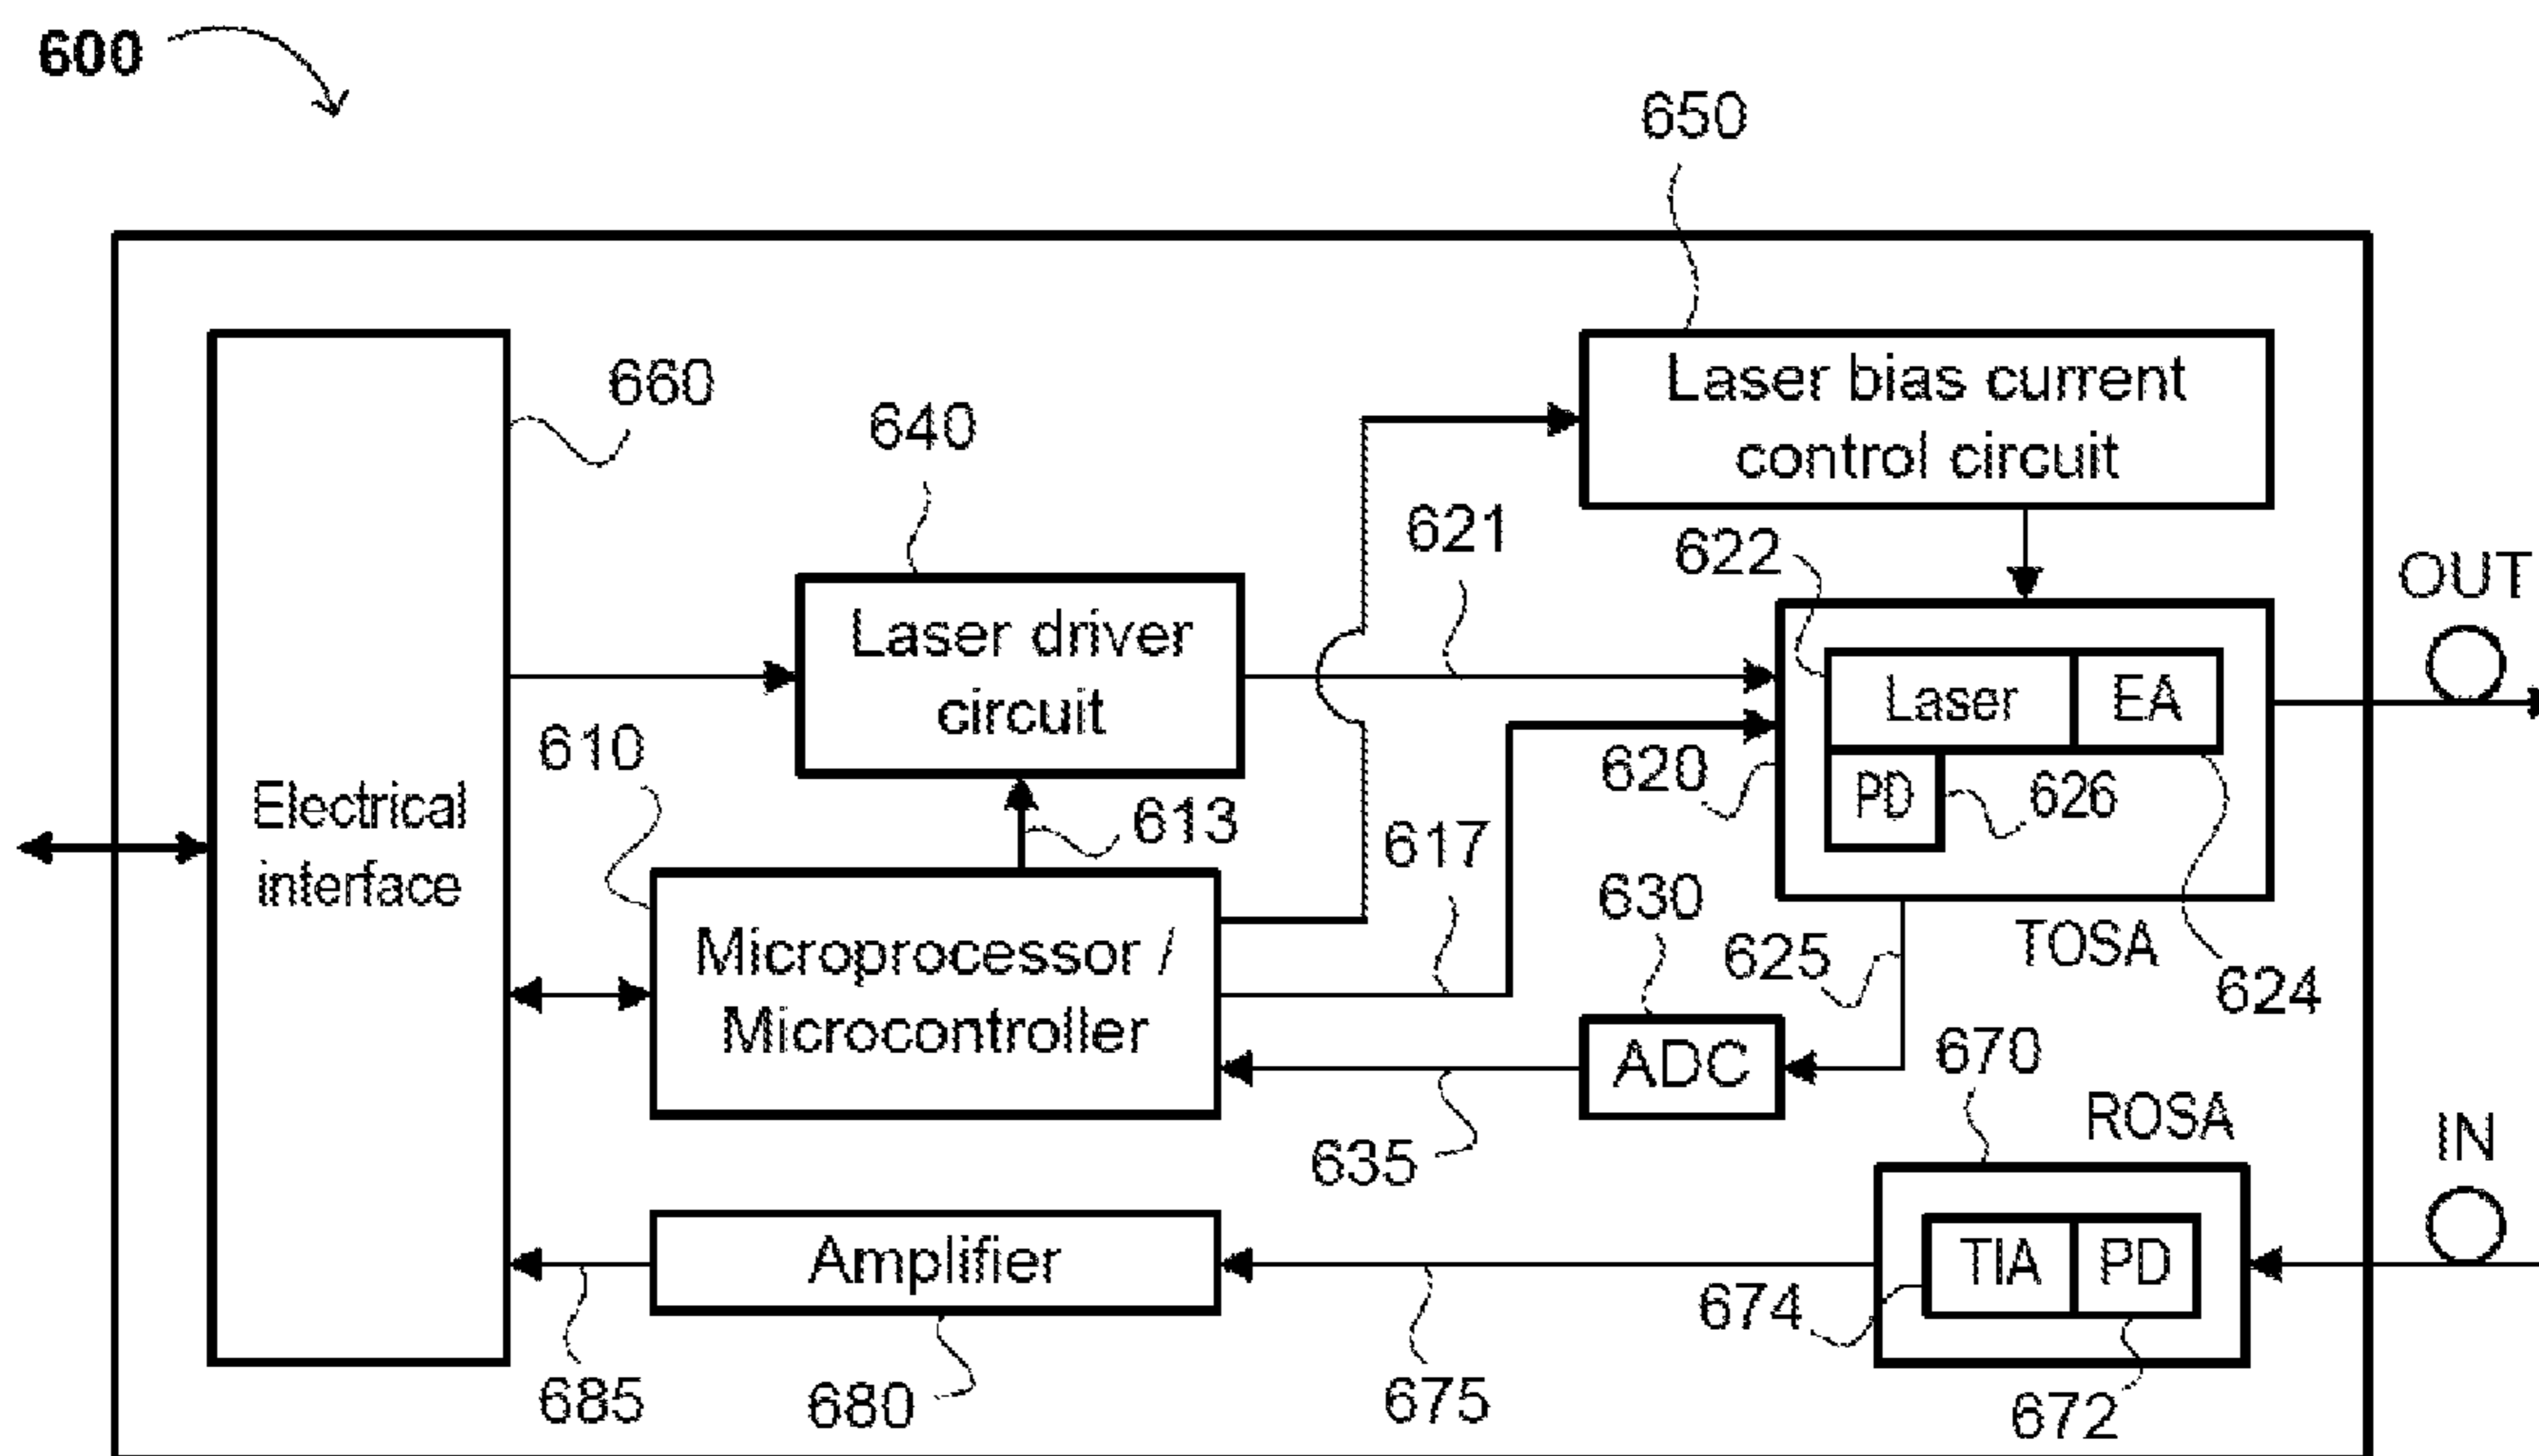 600
650
660
640
Laser bias current
control circuit
621
622
OUT
Laser driver
circuit
Laser
EA
610
620
PD
626
Electrical
interface
613
617
630
625
TOSA
624
Microprocessor /
Microcontroller
ADC
670
ROSA
IN
635
Amplifier
TIA
PD
674
685
680
675
672